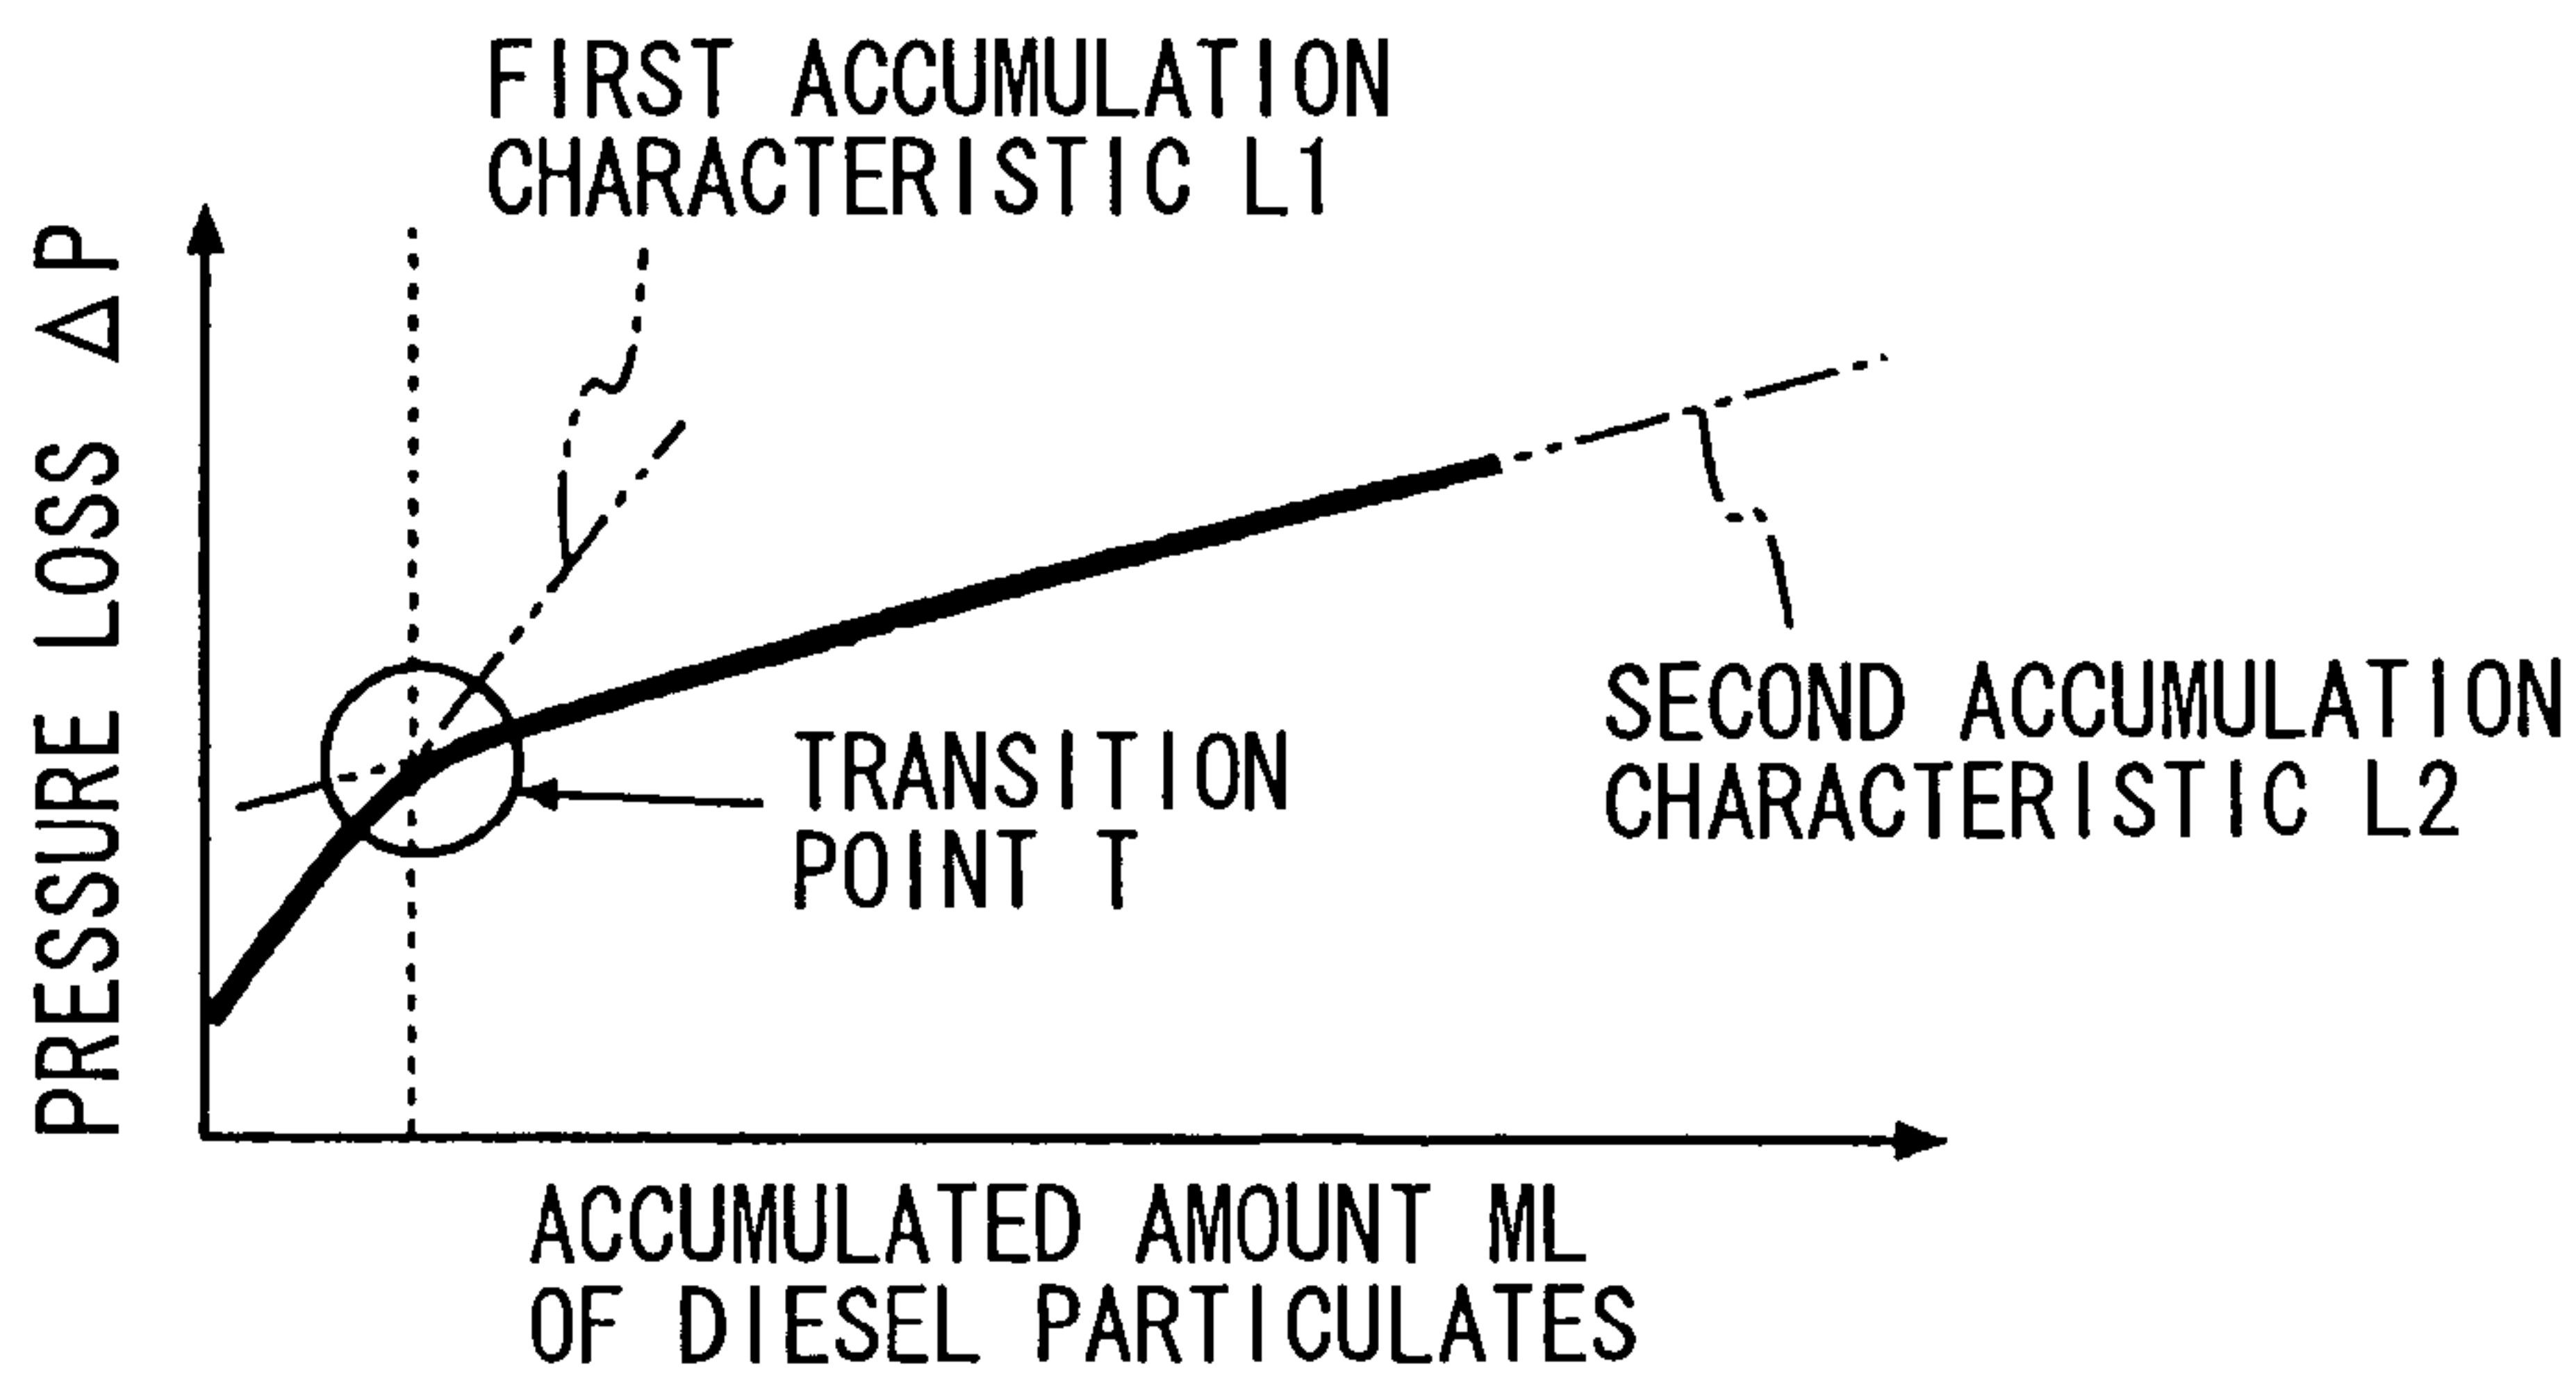 FIRST ACCUMULATION
CHARACTERISTIC L1
PRESSURE LOSS ΔP
SECOND ACCUMULATION
CHARACTERISTIC L2
TRANSITION
POINT T
ACCUMULATED AMOUNT ML
OF DIESEL PARTICULATES